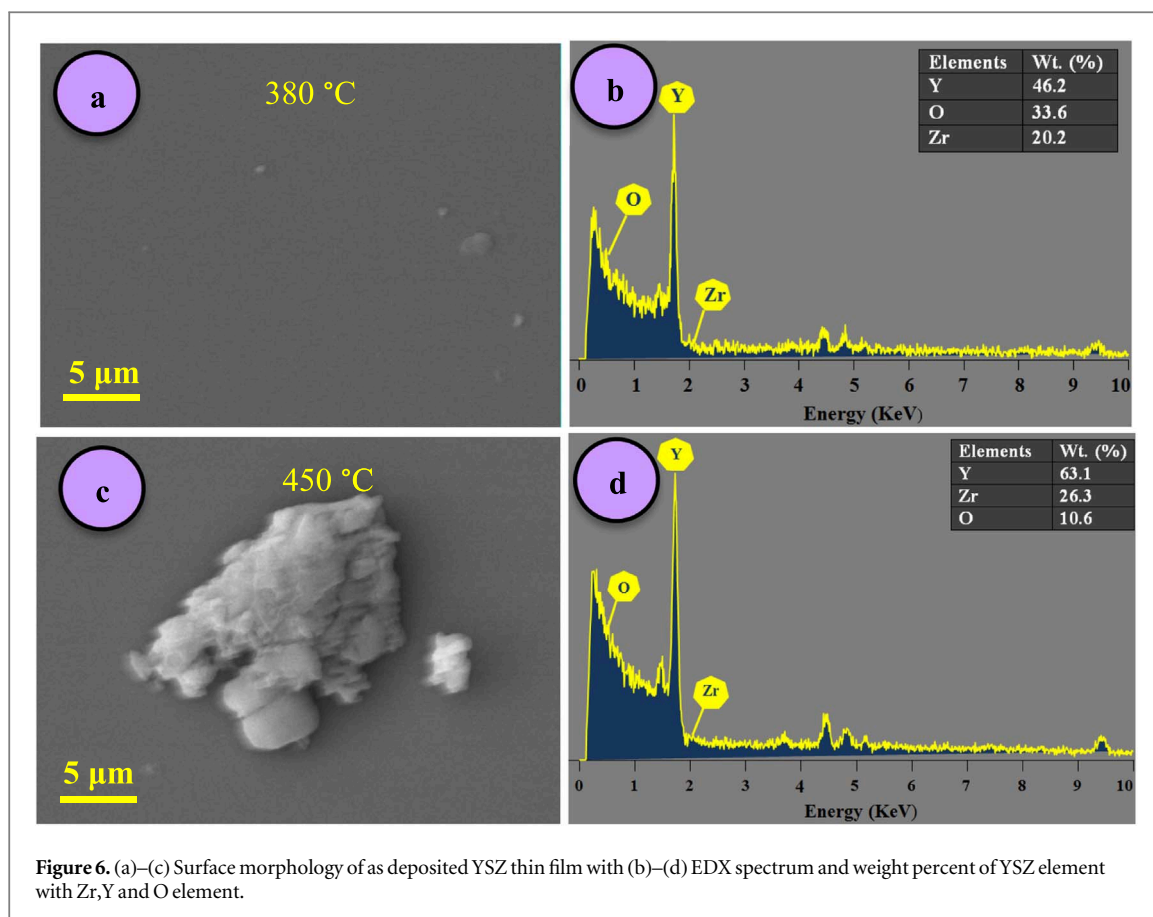 a
380 °C
5 µm
b
Elements Wt. (%)
Y 46.2
O 33.6
Zr 20.2
Y
O
Zr
0 1 2 3 4 5 6 7 8 9 10
Energy (KeV)
c
450 °C
5 µm
d
Elements Wt. (%)
Y 63.1
Zr 26.3
O 10.6
Y
O
Zr
0 1 2 3 4 5 6 7 8 9 10
Energy (KeV)
Figure 6. (a)–(c) Surface morphology of as deposited YSZ thin film with (b)–(d) EDX spectrum and weight percent of YSZ element
with Zr,Y and O element.